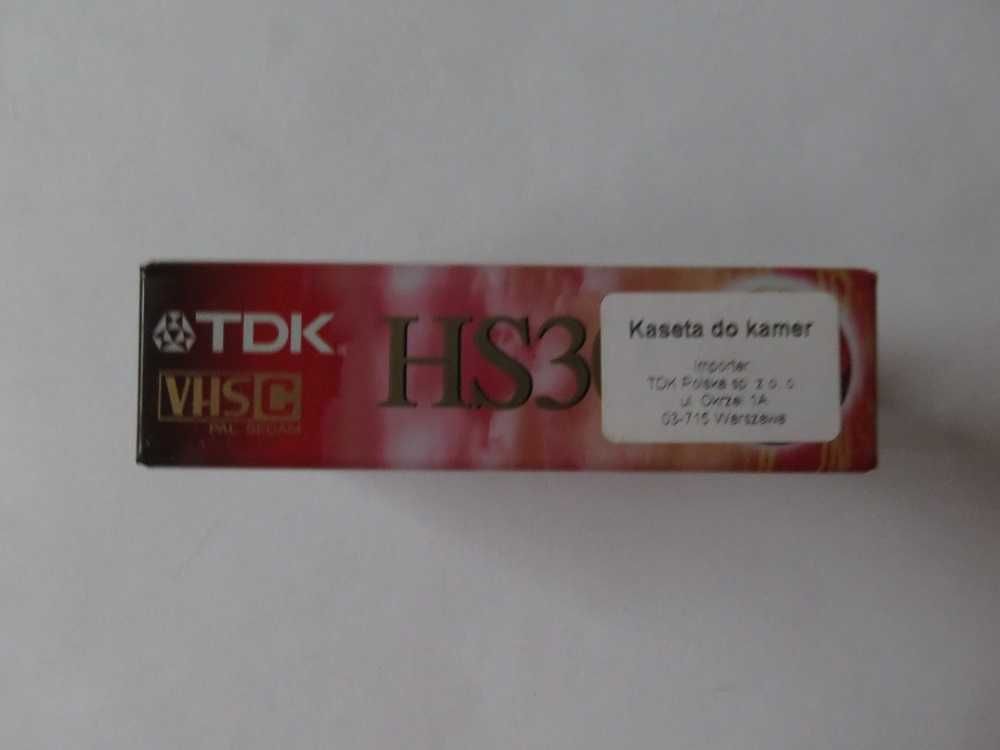 TDK
VHS C
PAL SECAM
HS30
Kaseta do kamer
Importer
TDK Polska sp. z o. o.
ul. Okrzei 1A
03-715 Warszawa